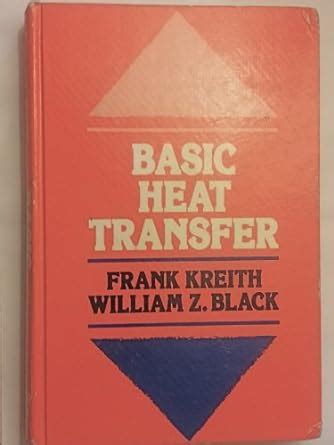 BASIC
HEAT
TRANSFER
FRANK KREITH
WILLIAM Z. BLACK